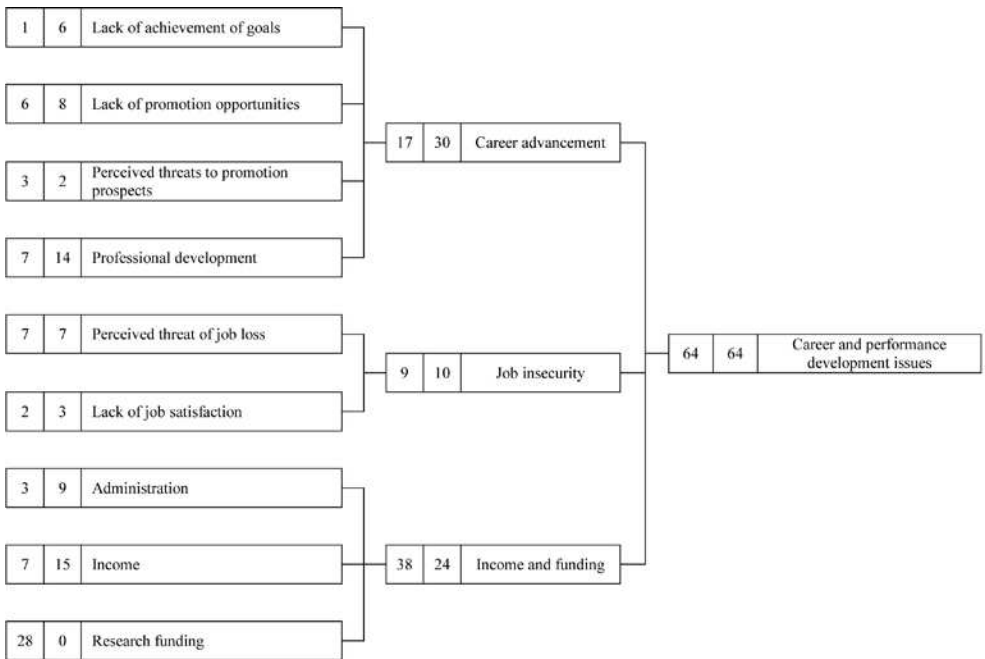 1 6 Lack of achievement of goals
6 8 Lack of promotion opportunities
17 30 Career advancement
3 2 Perceived threats to promotion
prospects
7 14 Professional development
7 7 Perceived threat of job loss
64 64 Career and performance
development issues
9 10 Job insecurity
2 3 Lack of job satisfaction
3 9 Administration
7 15 Income
38 24 Income and funding
28 0 Research funding